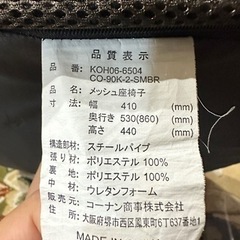 品質表示
品番: KOH06-6504
CO-90K-2-SMBR
品名: メッシュ座椅子
寸法: 幅 410 (mm)
奥行き 530(860) (mm)
高さ 440 (mm)
構造部材: スチールパイプ
張り材: ポリエステル 100%
: ポリエステル 100%
中材: ウレタンフォーム
販売元: コーナン商事株式会社
大阪府堺市西区鳳東町6丁637番1
MADE IN